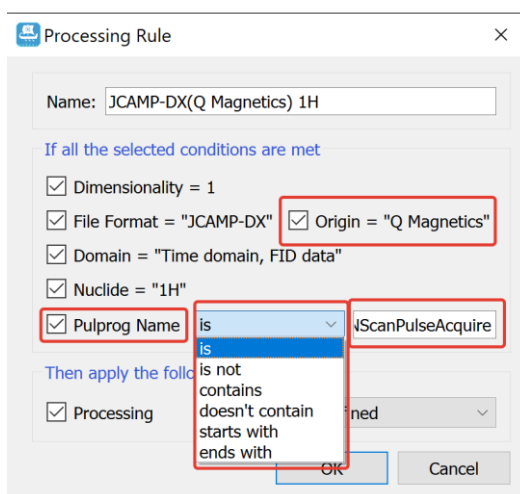 Processing Rule
Name: JCAMP-DX(Q Magnetics) 1H
If all the selected conditions are met
Dimensionality = 1
File Format = "JCAMP-DX" Origin = "Q Magnetics"
Domain = "Time domain, FID data"
Nuclide = "1H"
Pulprog Name is NScanPulseAcquire
is
is not
contains
doesn't contain
starts with
ends with
Then apply the follo
Processing ned
OK Cancel